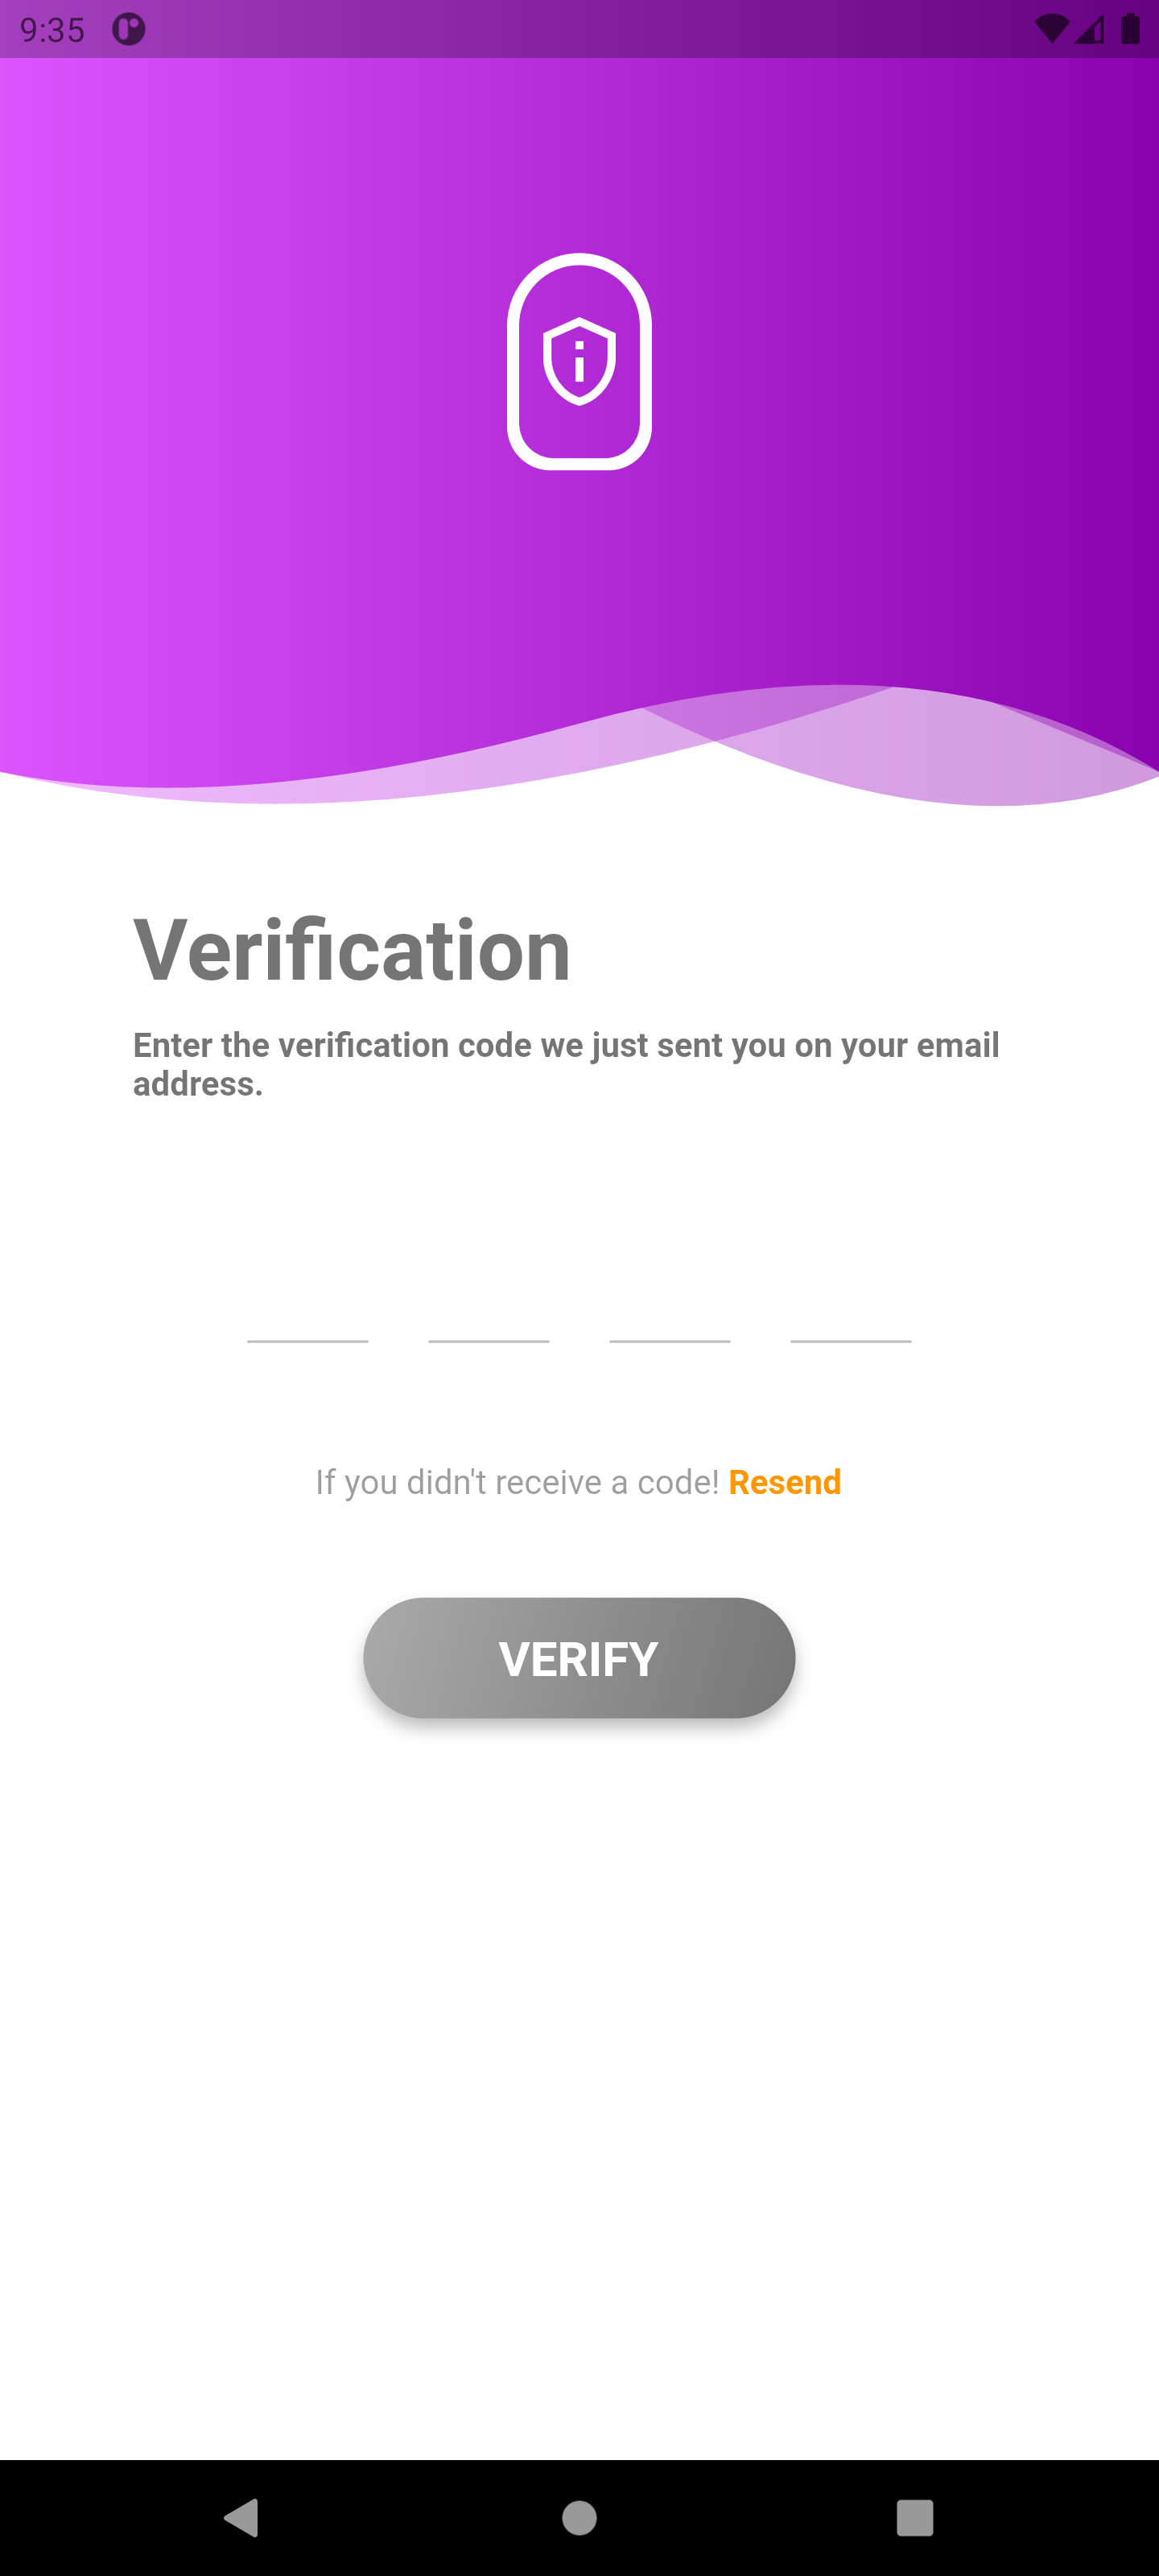 9:35
Verification
Enter the verification code we just sent you on your email
address.
If you didn't receive a code! Resend
VERIFY